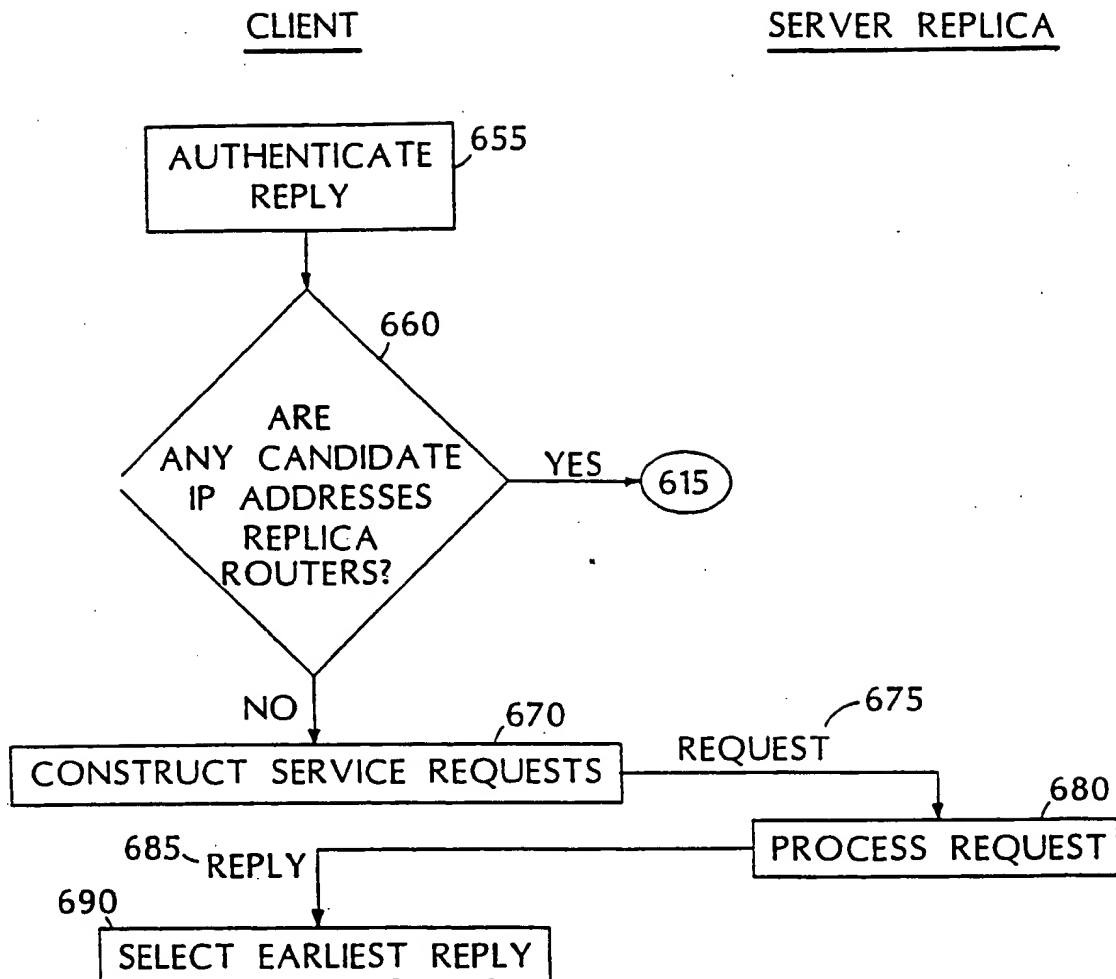 CLIENT
SERVER REPLICA
AUTHENTICATE
REPLY
655
660
ARE
ANY CANDIDATE
IP ADDRESSES
REPLICA
ROUTERS?
YES
615
NO
670
CONSTRUCT SERVICE REQUESTS
REQUEST
675
680
PROCESS REQUEST
685
REPLY
690
SELECT EARLIEST REPLY